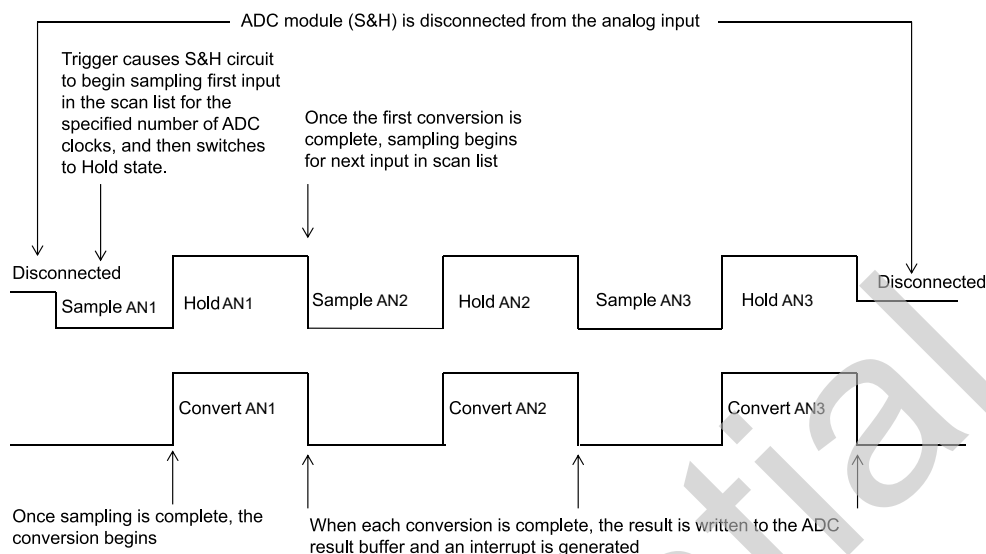 ADC module (S&H) is disconnected from the analog input
Trigger causes S&H circuit
to begin sampling first input
in the scan list for the
specified number of ADC
clocks, and then switches
to Hold state.
Once the first conversion is
complete, sampling begins
for next input in scan list
Disconnected
Sample AN1
Hold AN1
Sample AN2
Hold AN2
Sample AN3
Hold AN3
Disconnected
Convert AN1
Convert AN2
Convert AN3
Once sampling is complete, the
conversion begins
When each conversion is complete, the result is written to the ADC
result buffer and an interrupt is generated
ntial